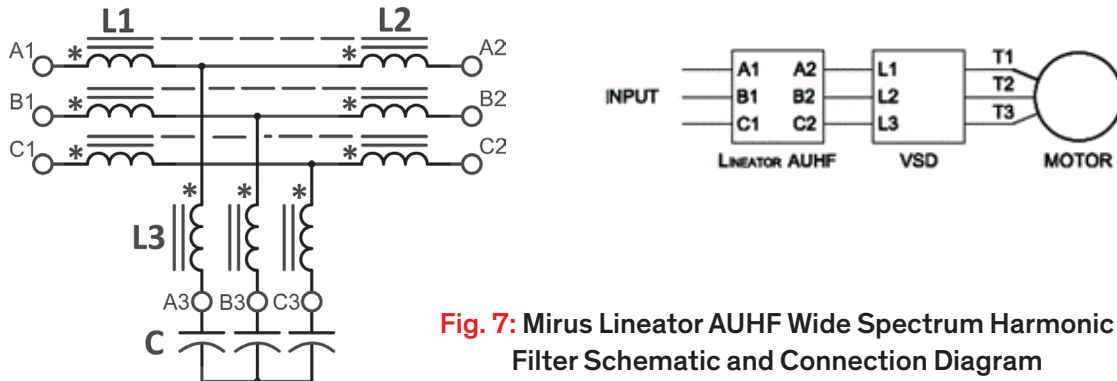 L1
L2
A1
*
*
A2
B1
*
*
B2
C1
*
*
C2
*
*
*
L3
A3
B3
C3
C
INPUT
A1 A2
B1 B2
C1 C2
LINEATOR AUHF
L1
L2
L3
VSD
T1
T2
T3
MOTOR
Fig. 7: Mirus Lineator AUHF Wide Spectrum Harmonic
Filter Schematic and Connection Diagram